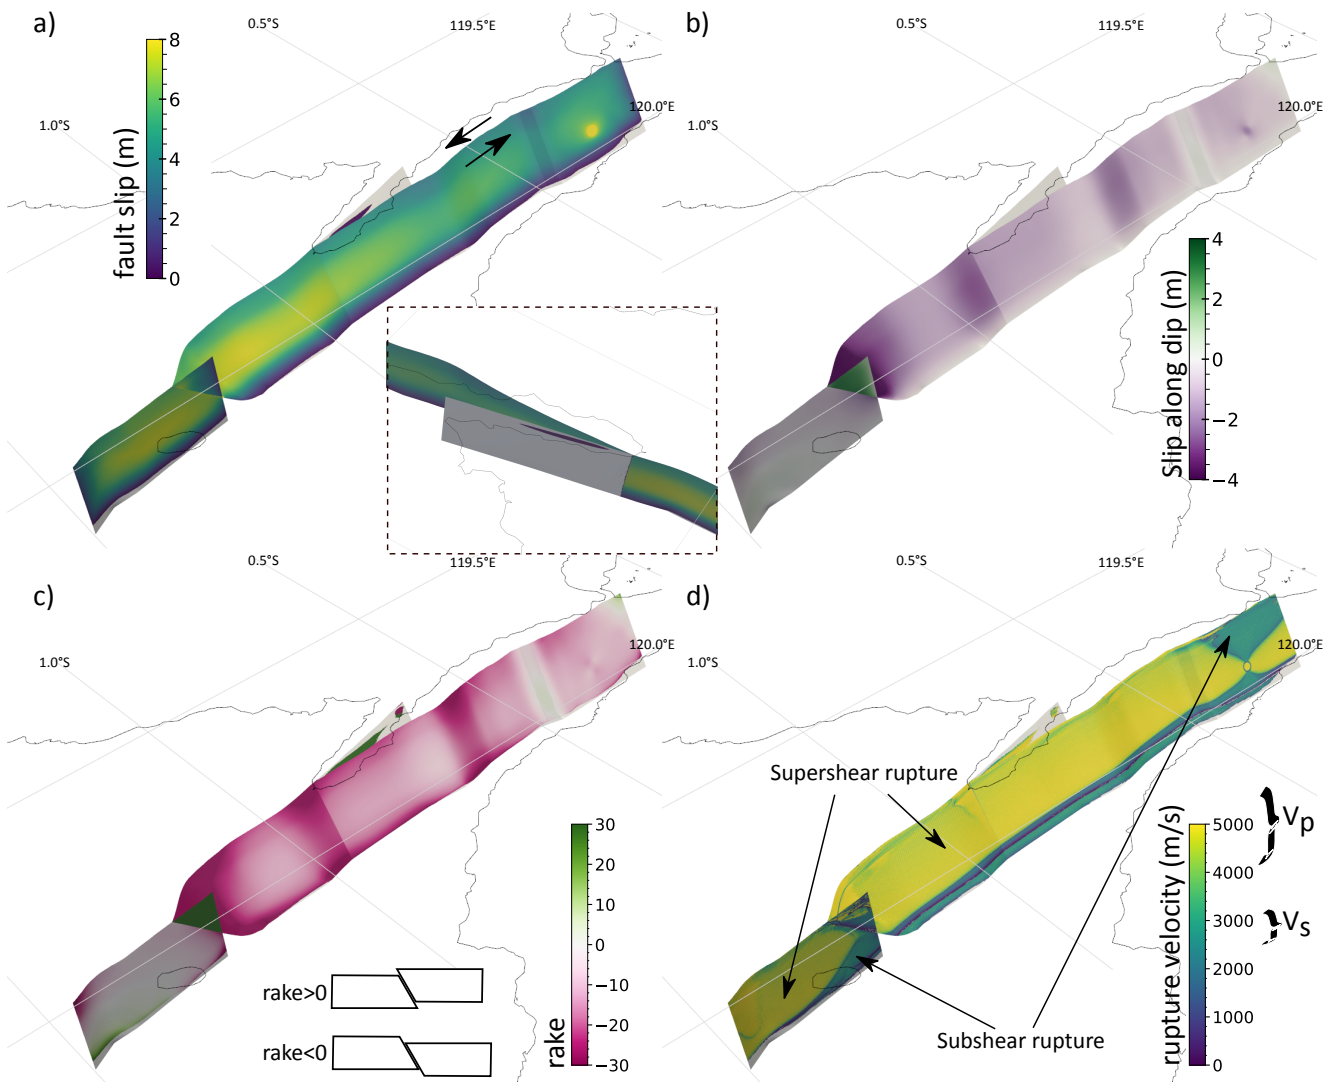 a)
0.5°S
119.5°E
8
6
4
2
0
fault slip (m)
1.0°S
120.0°E
b)
0.5°S
119.5°E
1.0°S
120.0°E
4
2
0
−2
−4
Slip along dip (m)
c)
0.5°S
119.5°E
1.0°S
120.0°E
30
20
10
0
−10
−20
−30
rake
rake>0
rake<0
d)
0.5°S
119.5°E
1.0°S
120.0°E
Supershear rupture
Subshear rupture
5000
4000
3000
2000
1000
0
rupture velocity (m/s)
Vp
Vs